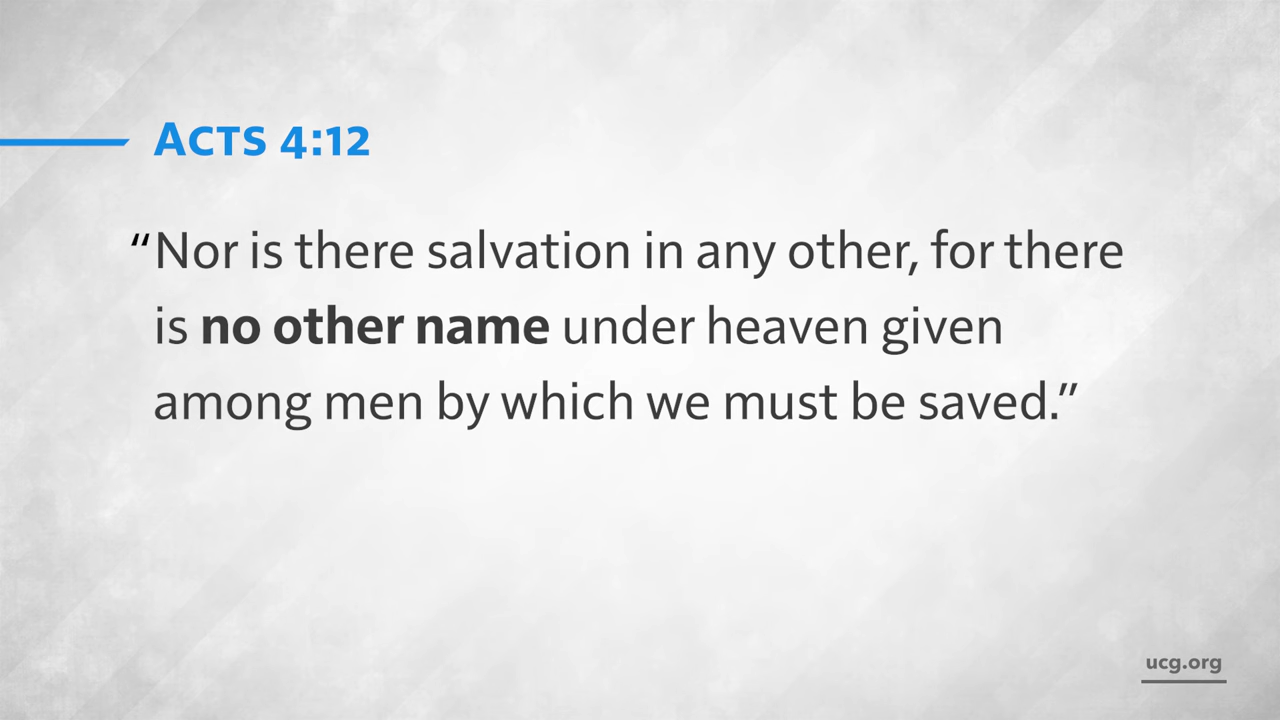 Acts 4:12
“Nor is there salvation in any other, for there
is no other name under heaven given
among men by which we must be saved.”
ucg.org